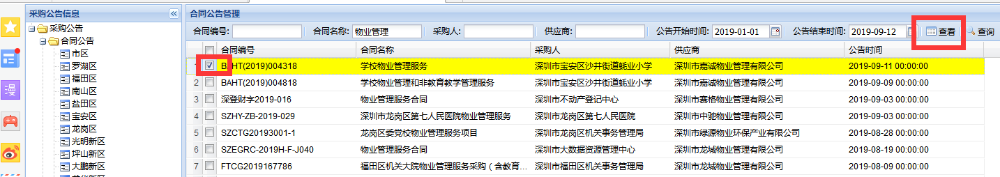 采购公告信息
采购公告
合同公告
市区
罗湖区
福田区
南山区
盐田区
宝安区
龙岗区
光明新区
坪山新区
大鹏新区
漫
合同公告管理
合同编号: 合同名称: 物业管理 采购人: 供应商: 公告开始时间: 2019-01-01 公告结束时间: 2019-09-12 查看 查询
合同编号 合同名称 采购人 供应商 公告时间
1 BAHT(2019)004318 学校物业管理服务 深圳市宝安区沙井街道蚝业小学 深圳市嘉诚物业管理有限公司 2019-09-11 00:00:00
2 BAHT(2019)004818 学校物业管理和非教育教学管理服务 深圳市宝安区沙井街道蚝业小学 深圳市嘉诚物业管理有限公司 2019-09-09 00:00:00
3 深登财字2019-016 物业管理服务合同 深圳市不动产登记中心 深圳市赛格物业管理有限公司 2019-09-03 00:00:00
4 SZHY-ZB-2019-029 深圳市龙岗区第七人民医院物业管理服务 深圳市龙岗区第七人民医院 深圳市中驰物业管理有限公司 2019-09-03 00:00:00
5 SZCTG20193001-1 龙岗区委党校物业管理服务项目 深圳市龙岗区机关事务管理局 深圳市绿源物业环保产业有限公司 2019-08-28 00:00:00
6 SZEGRC-2019H-F-J040 物业管理服务合同 深圳市大数据资源管理中心 深圳市龙城物业管理有限公司 2019-08-19 00:00:00
7 FTCG2019167786 福田区机关大院物业管理服务采购（含教育... 深圳市福田区机关事务管理局 深圳市龙城物业管理有限公司 2019-08-09 00:00:00